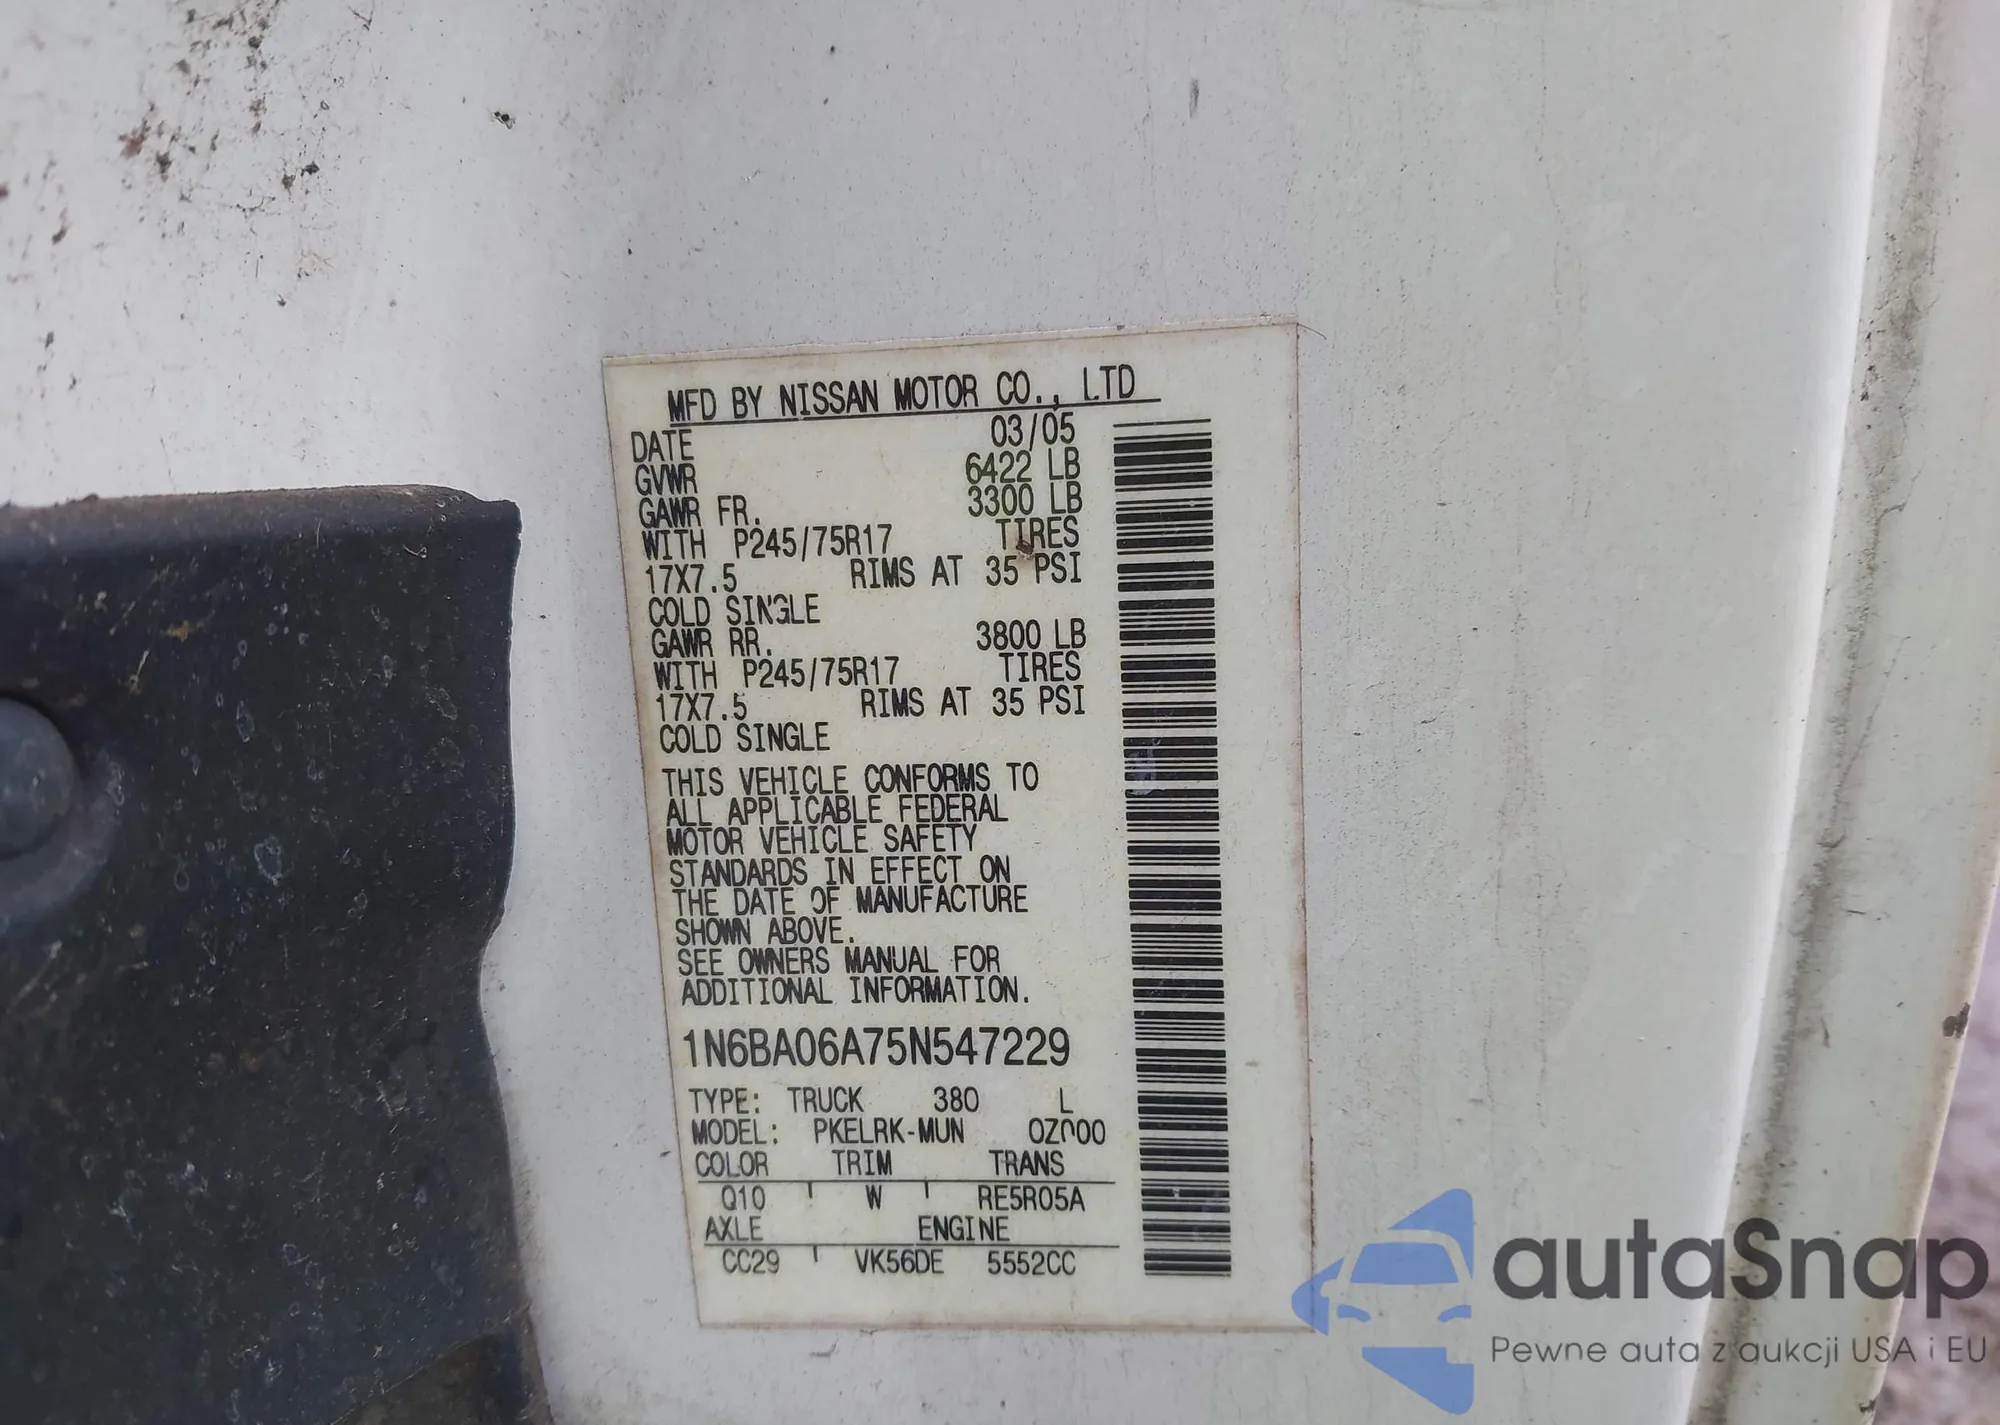 MFD BY NISSAN MOTOR CO., LTD
DATE 03/05
GVWR 6422 LB
GAWR FR. 3300 LB
WITH P245/75R17 TIRES
17X7.5 RIMS AT 35 PSI
COLD SINGLE
GAWR RR. 3800 LB
WITH P245/75R17 TIRES
17X7.5 RIMS AT 35 PSI
COLD SINGLE
THIS VEHICLE CONFORMS TO
ALL APPLICABLE FEDERAL
MOTOR VEHICLE SAFETY
STANDARDS IN EFFECT ON
THE DATE OF MANUFACTURE
SHOWN ABOVE.
SEE OWNERS MANUAL FOR
ADDITIONAL INFORMATION.
1N6BA06A75N547229
TYPE: TRUCK 380 L
MODEL: PKELRK-MUN 0Z000
COLOR TRIM TRANS
Q10 W RE5R05A
AXLE ENGINE
CC29 VK56DE 5552CC
autaSnap
Pewne auta z aukcji USA i EU